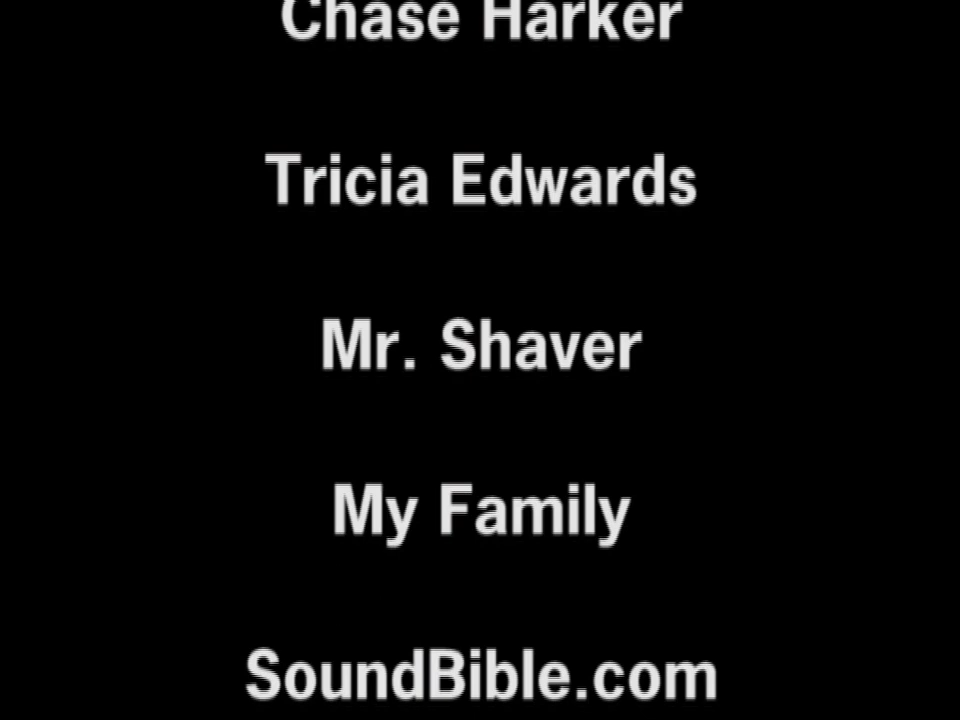 Chase Harker
Tricia Edwards
Mr. Shaver
My Family
SoundBible.com